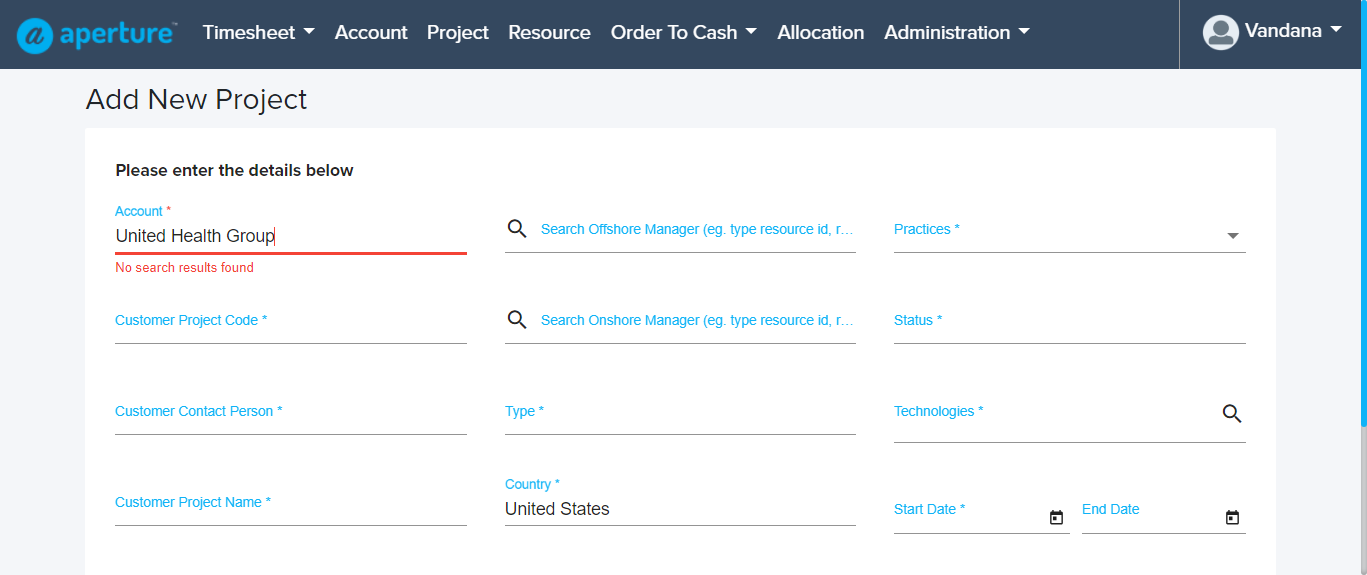 aperture™ Timesheet Account Project Resource Order To Cash Allocation Administration Vandana
Add New Project
Please enter the details below
Account *
United Health Group
No search results found
Search Offshore Manager (eg. type resource id, r...
Practices *
Customer Project Code *
Search Onshore Manager (eg. type resource id, r...
Status *
Customer Contact Person *
Type *
Technologies *
Customer Project Name *
Country *
United States
Start Date *
End Date